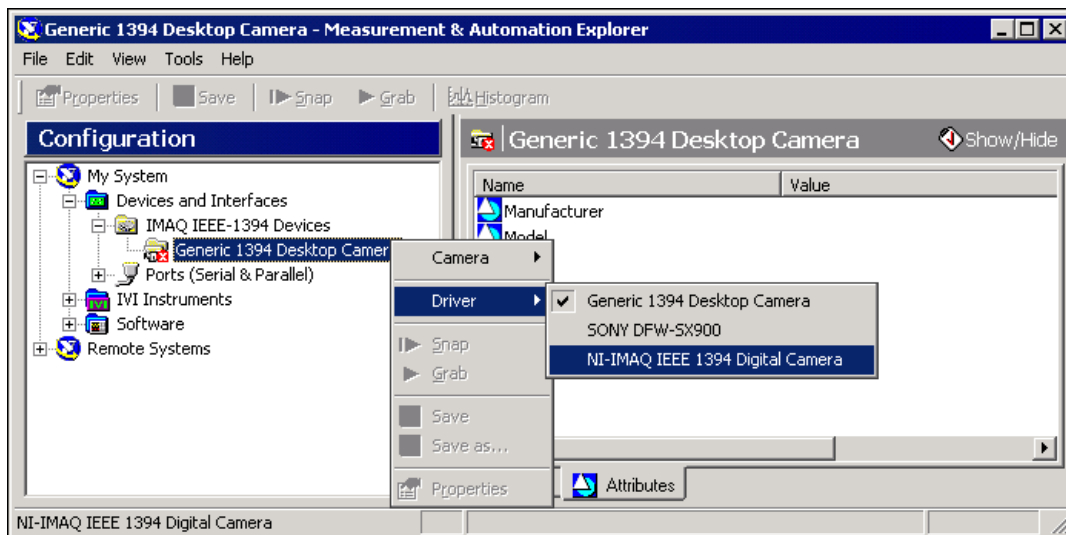 Generic 1394 Desktop Camera - Measurement & Automation Explorer
File Edit View Tools Help
Properties Save Snap Grab Histogram
Configuration
Generic 1394 Desktop Camera Show/Hide
My System
Devices and Interfaces
IMAQ IEEE-1394 Devices
Generic 1394 Desktop Camer
Ports (Serial & Parallel)
IVI Instruments
Software
Remote Systems
Name Value
Manufacturer
Model
Camera
Driver
Snap
Grab
Save
Save as...
Properties
Generic 1394 Desktop Camera
SONY DFW-SX900
NI-IMAQ IEEE 1394 Digital Camera
Attributes
NI-IMAQ IEEE 1394 Digital Camera